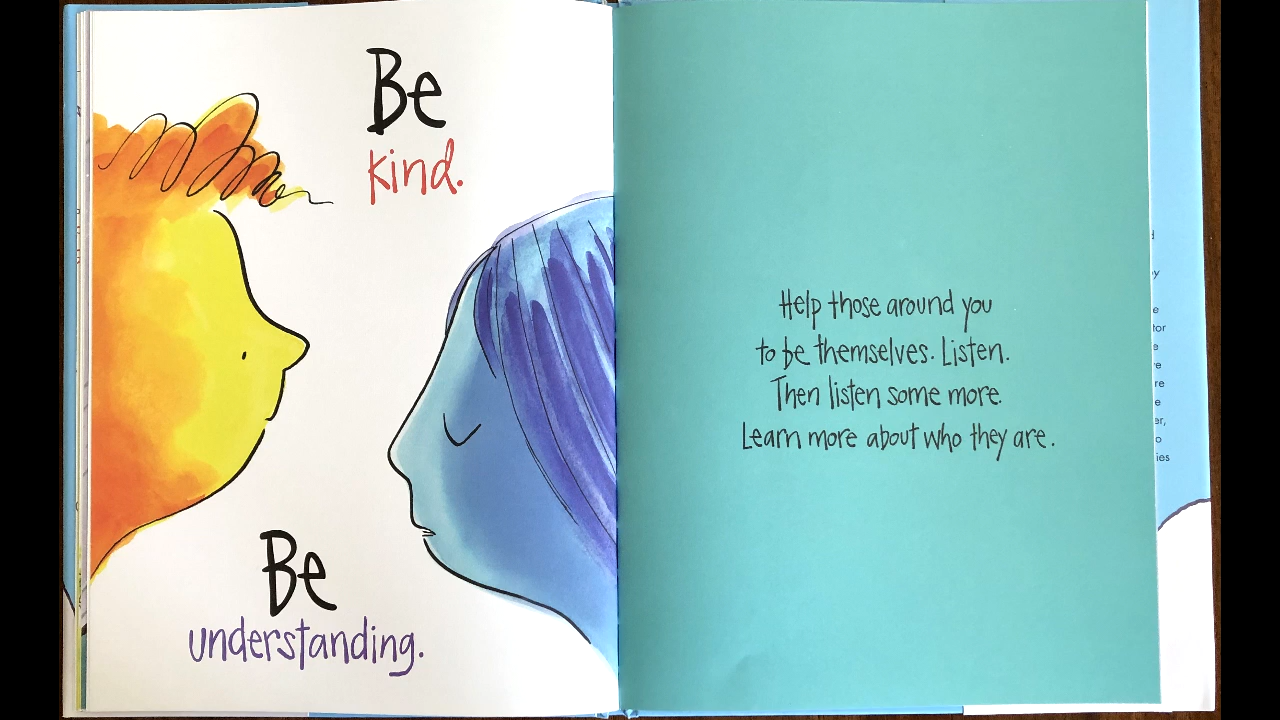 Be
kind.
Be
understanding.
Help those around you
to be themselves. Listen.
Then listen some more.
Learn more about who they are.